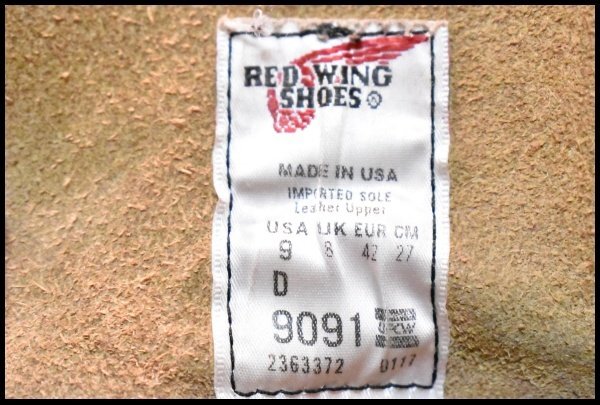 RED WING
SHOES®
MADE IN USA
IMPORTED SOLE
Leather Upper
USA UK EUR CM
9 8 42 27
D
9091 UFCW
2363372 0117